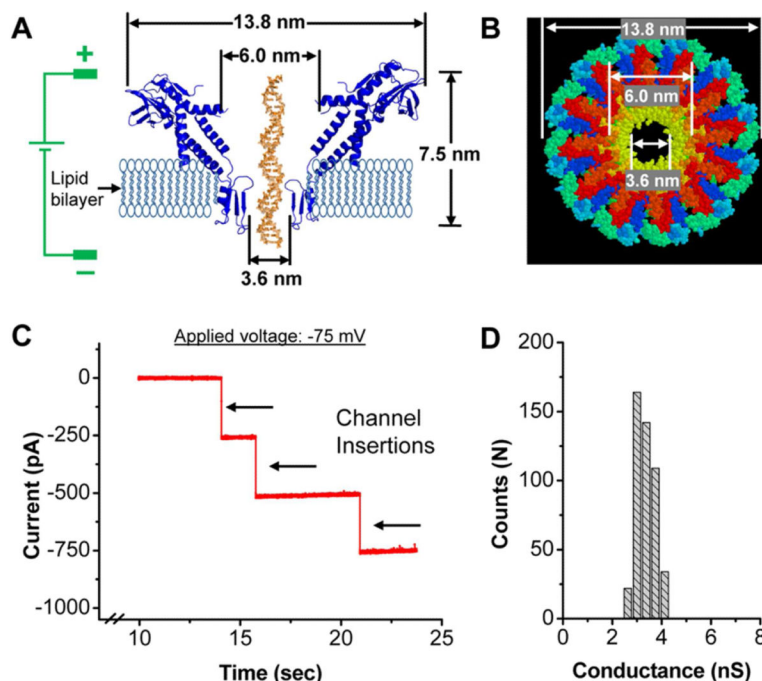 A
13.8 nm
6.0 nm
+
Lipid
bilayer
7.5 nm
3.6 nm
B
13.8 nm
6.0 nm
3.6 nm
C
Applied voltage: -75 mV
Channel
Insertions
0
-250
-500
-750
-1000
Current (pA)
10
15
20
25
Time (sec)
D
200
150
100
50
0
Counts (N)
0
2
4
6
8
Conductance (nS)